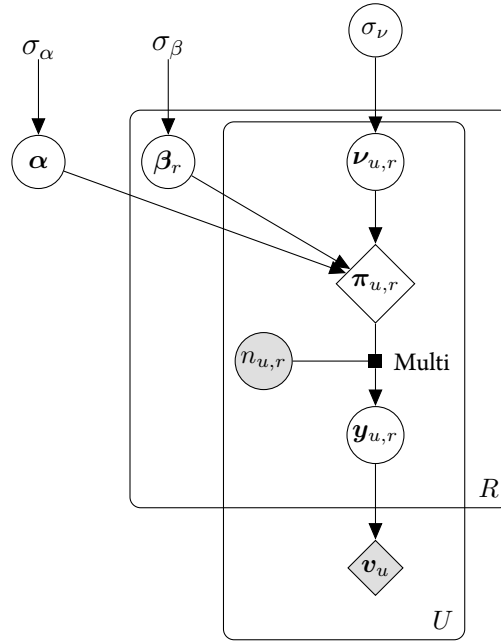 σ_ν
σ_α σ_β
α β_r ν_{u,r}
π_{u,r}
n_{u,r} Multi
y_{u,r}
R
v_u
U